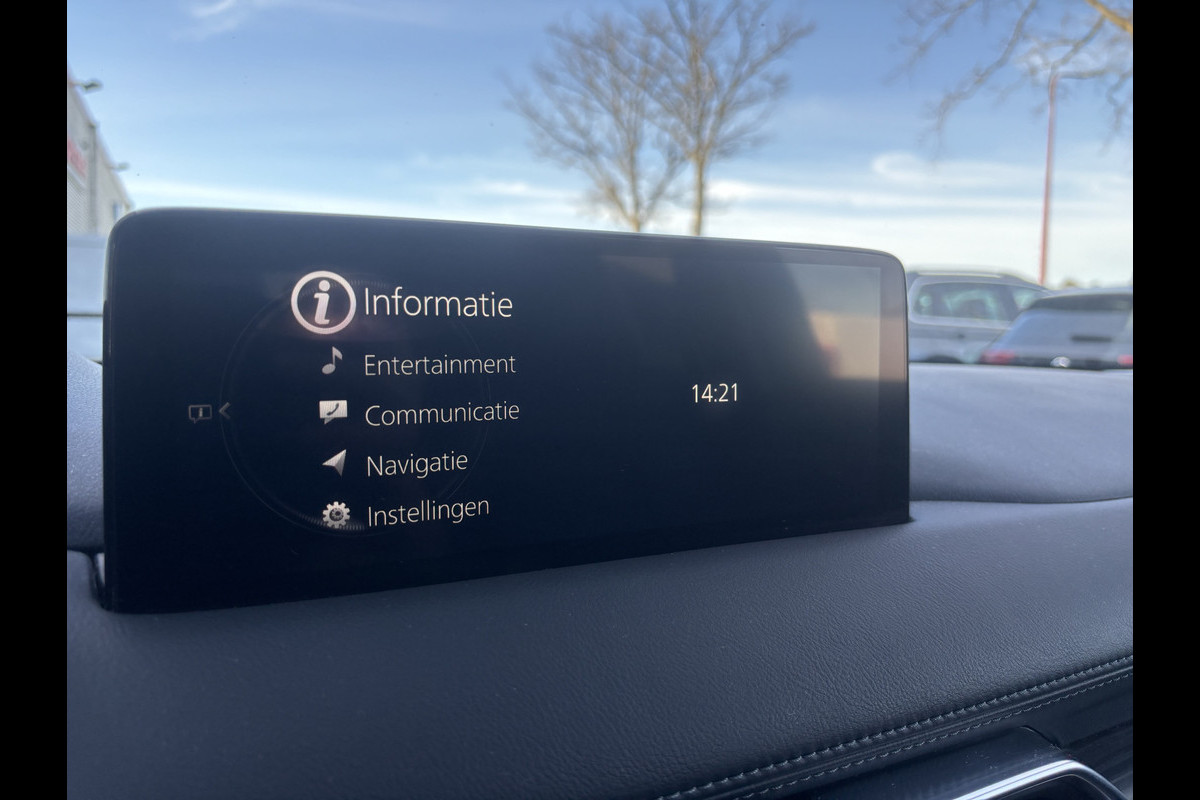 Informatie
Entertainment
Communicatie
14:21
Navigatie
Instellingen